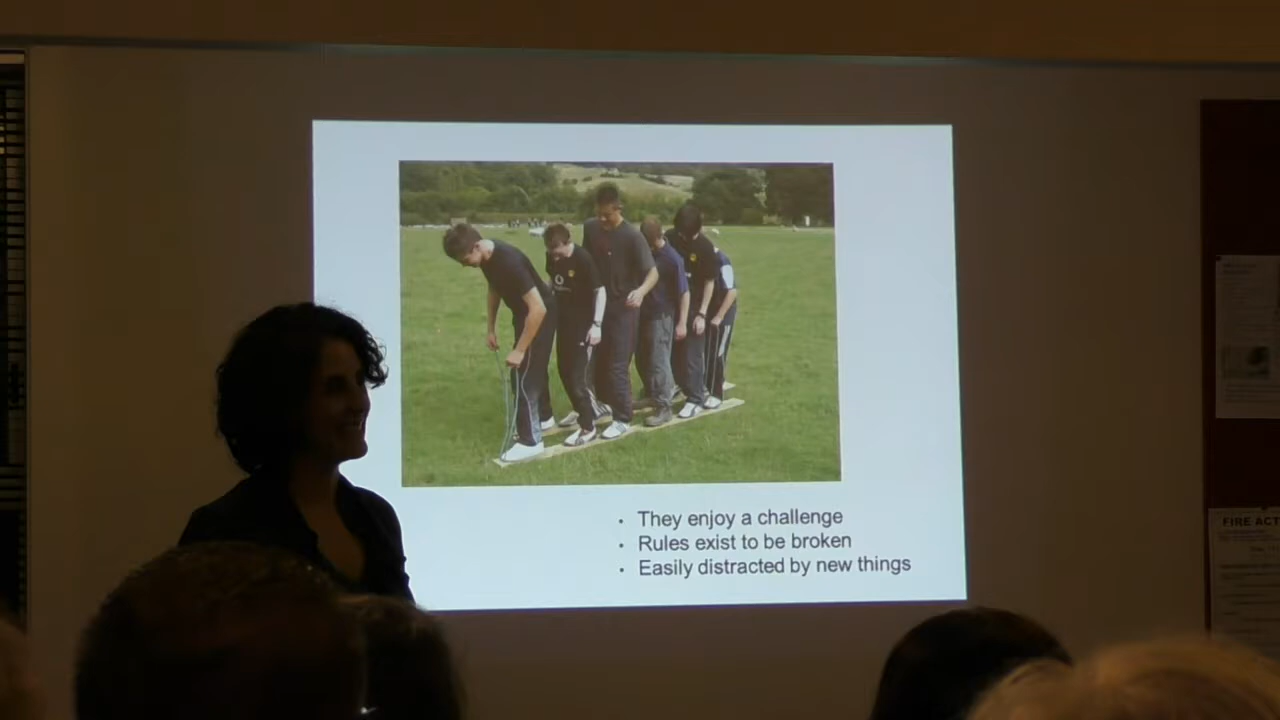 • They enjoy a challenge
• Rules exist to be broken
• Easily distracted by new things
FIRE ACT